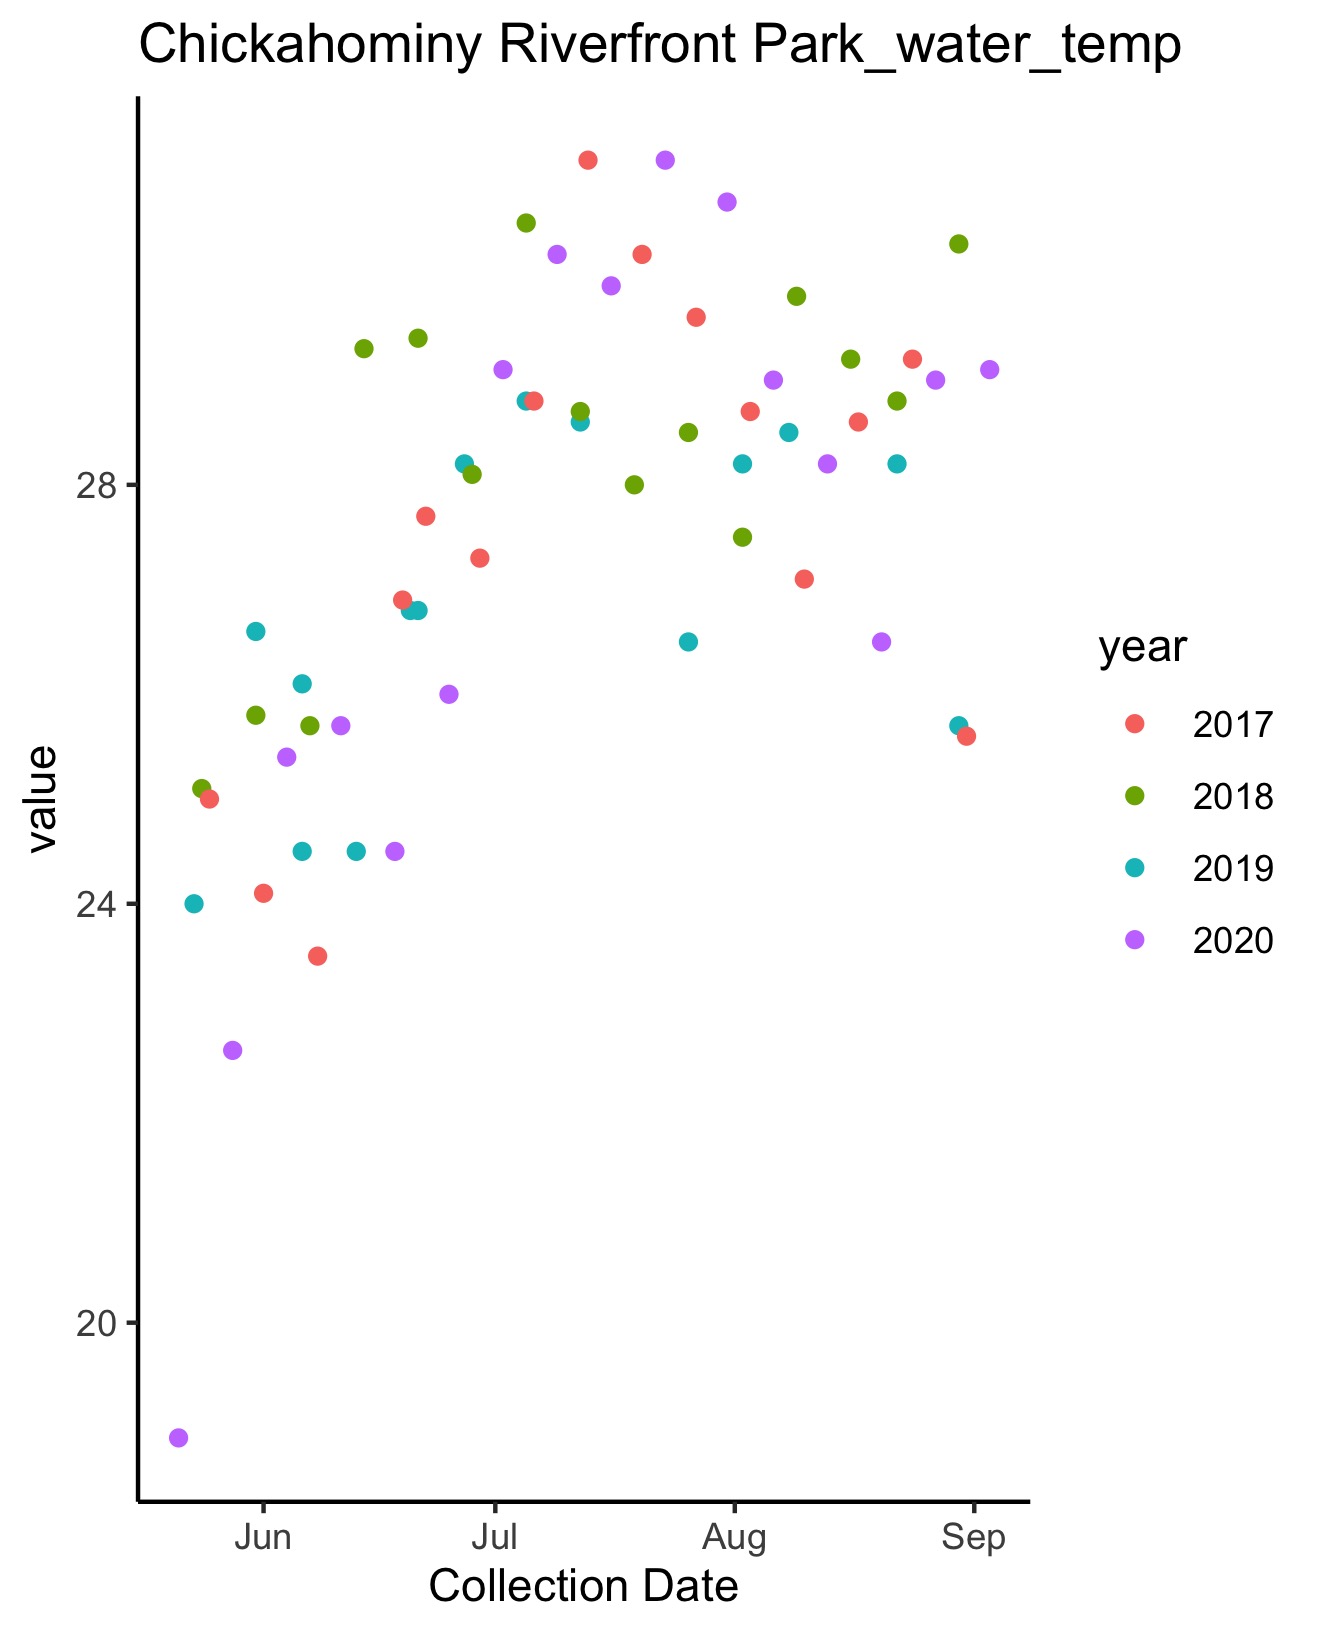 Chickahominy Riverfront Park_water_temp
value
28
24
20
Jun Jul Aug Sep
Collection Date
year
2017
2018
2019
2020